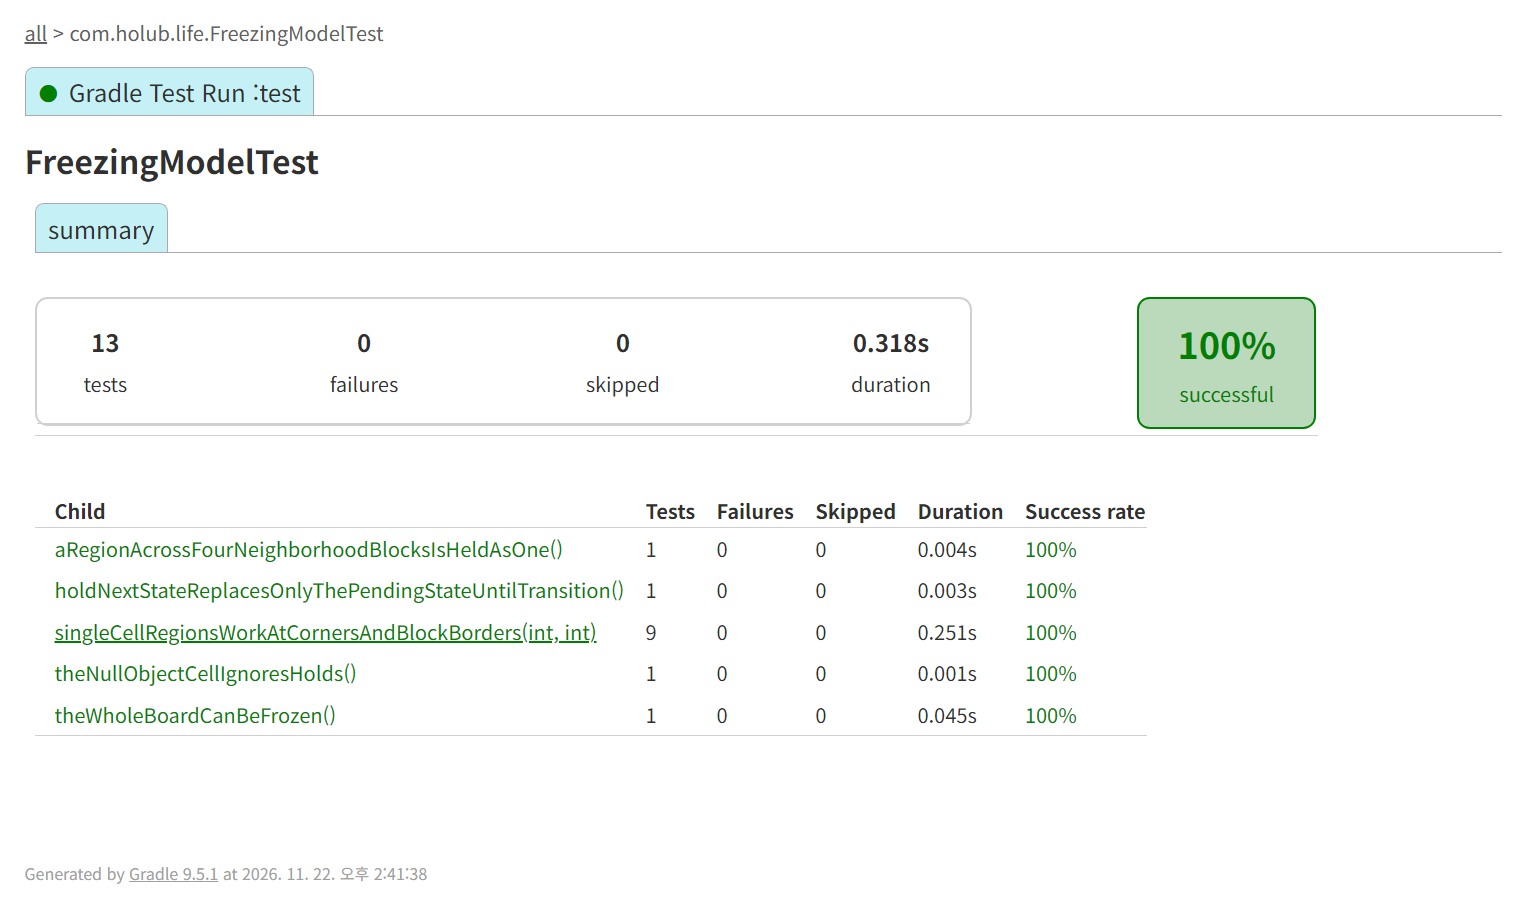 all > com.holub.life.FreezingModelTest
Gradle Test Run :test
FreezingModelTest
summary
13 0 0 0.318s
tests failures skipped duration
100%
successful
Child Tests Failures Skipped Duration Success rate
aRegionAcrossFourNeighborhoodBlocksIsHeldAsOne() 1 0 0 0.004s 100%
holdNextStateReplacesOnlyThePendingStateUntilTransition() 1 0 0 0.003s 100%
singleCellRegionsWorkAtCornersAndBlockBorders(int, int) 9 0 0 0.251s 100%
theNullObjectCellIgnoresHolds() 1 0 0 0.001s 100%
theWholeBoardCanBeFrozen() 1 0 0 0.045s 100%
Generated by Gradle 9.5.1 at 2026. 11. 22. 오후 2:41:38